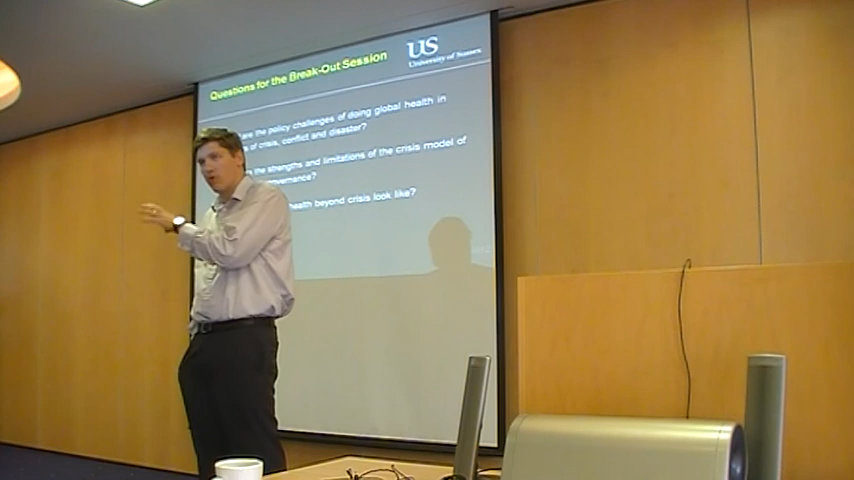 US
University of Sussex
Questions for the Break-Out Session
are the policy challenges of doing global health in
of crisis, conflict and disaster?
the strengths and limitations of the crisis model of
governance?
health beyond crisis look like?